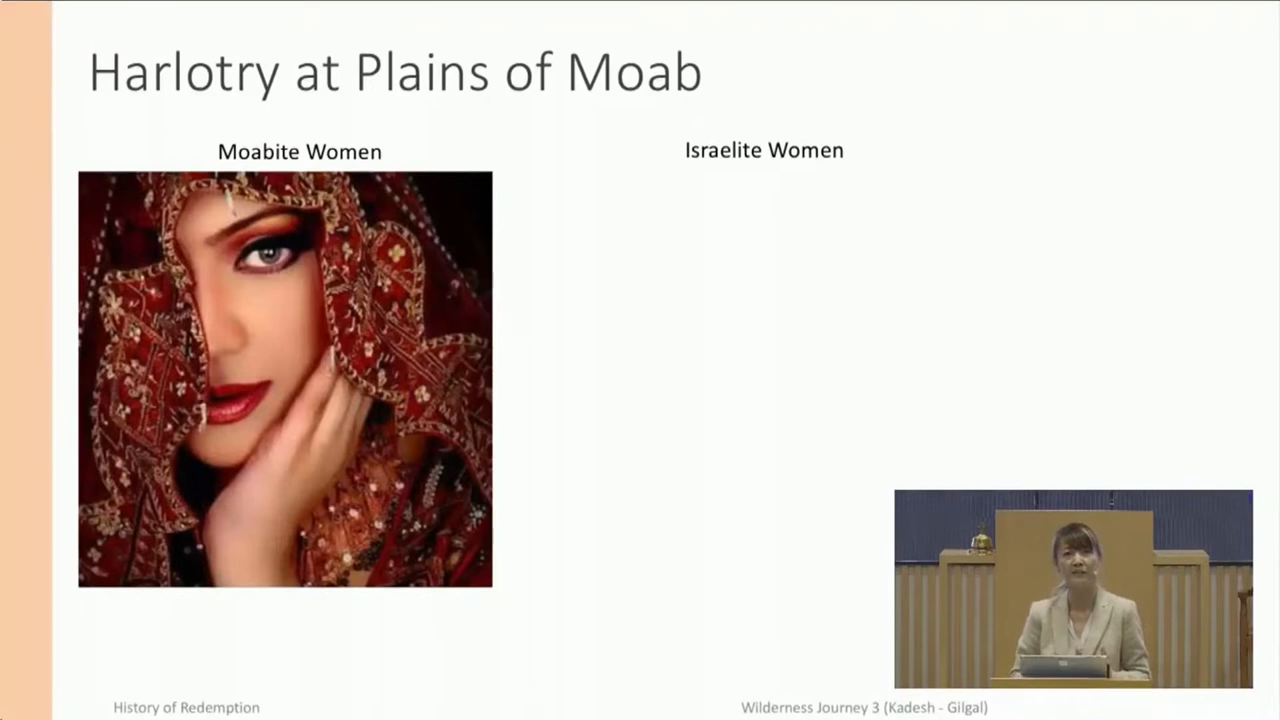 Harlotry at Plains of Moab
Moabite Women
Israelite Women
History of Redemption
Wilderness Journey 3 (Kadesh - Gilgal)